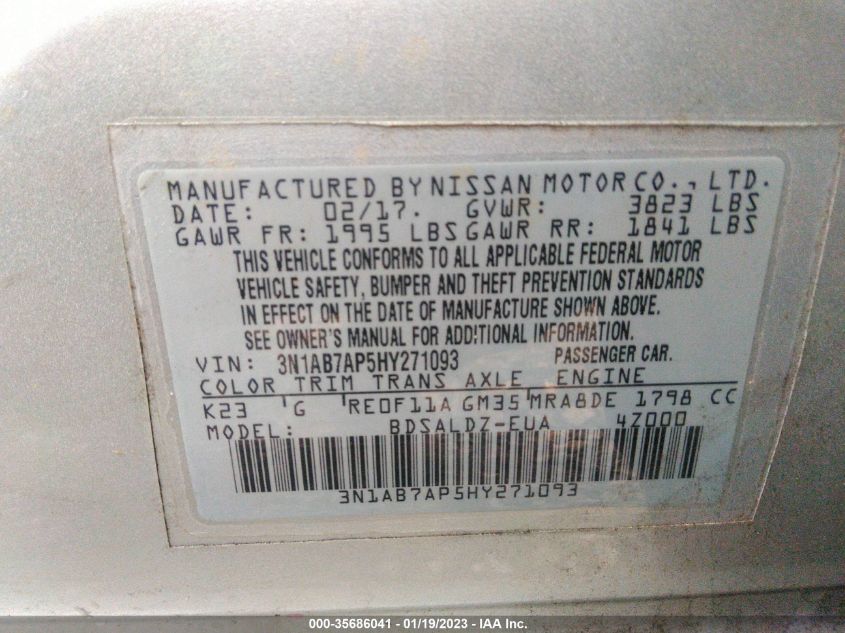 MANUFACTURED BY NISSAN MOTOR CO., LTD.
DATE: 02/17. GVWR: 3823 LBS
GAWR FR: 1995 LBS GAWR RR: 1841 LBS
THIS VEHICLE CONFORMS TO ALL APPLICABLE FEDERAL MOTOR
VEHICLE SAFETY, BUMPER AND THEFT PREVENTION STANDARDS
IN EFFECT ON THE DATE OF MANUFACTURE SHOWN ABOVE.
SEE OWNER'S MANUAL FOR ADDITIONAL INFORMATION.
VIN: 3N1AB7AP5HY271093 PASSENGER CAR.
COLOR TRIM TRANS AXLE ENGINE
K23 G RE0F11A GM35 MRA8DE 1798 CC
MODEL: BDSALDZ-EUA 4Z000
3N1AB7AP5HY271093
000-35686041 - 01/19/2023 - IAA Inc.